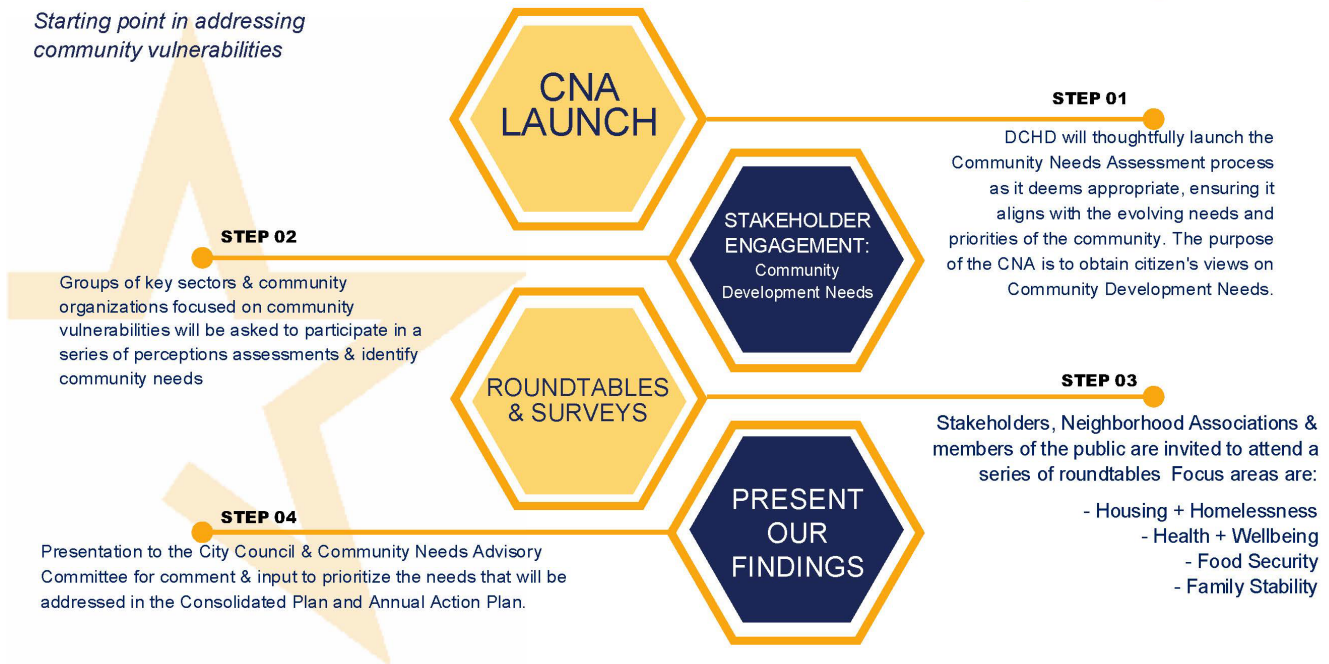 Starting point in addressing
community vulnerabilities
CNA
LAUNCH
STEP 01
DCHD will thoughtfully launch the
Community Needs Assessment process
as it deems appropriate, ensuring it
aligns with the evolving needs and
priorities of the community. The purpose
of the CNA is to obtain citizen's views on
Community Development Needs.
STAKEHOLDER
ENGAGEMENT:
Community
Development Needs
STEP 02
Groups of key sectors & community
organizations focused on community
vulnerabilities will be asked to participate in a
series of perceptions assessments & identify
community needs
ROUNDTABLES
& SURVEYS
STEP 03
Stakeholders, Neighborhood Associations &
members of the public are invited to attend a
series of roundtables Focus areas are:
- Housing + Homelessness
- Health + Wellbeing
- Food Security
- Family Stability
PRESENT
OUR
FINDINGS
STEP 04
Presentation to the City Council & Community Needs Advisory
Committee for comment & input to prioritize the needs that will be
addressed in the Consolidated Plan and Annual Action Plan.